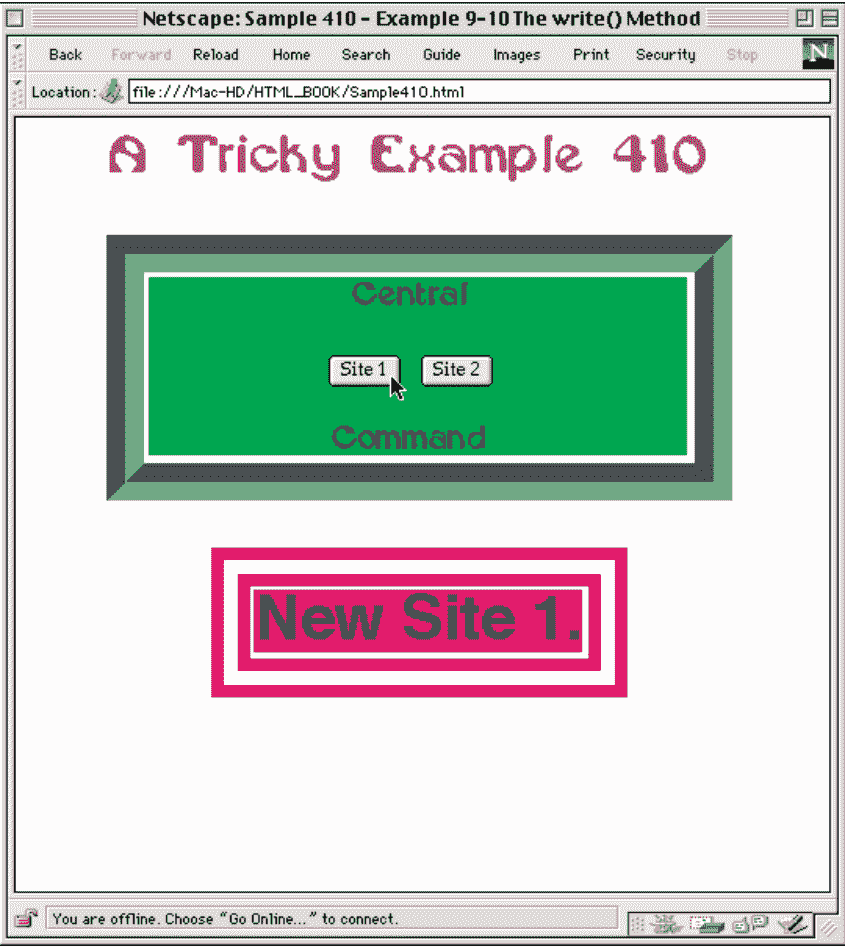 Netscape: Sample 410 - Example 9-10 The write() Method
Back Forward Reload Home Search Guide Images Print Security Stop
N
Location: file:///Mac-HD/HTML_BOOK/Sample410.html
A Tricky Example 410
Central
Site 1 Site 2
Command
New Site 1.
You are offline. Choose “Go Online...” to connect.